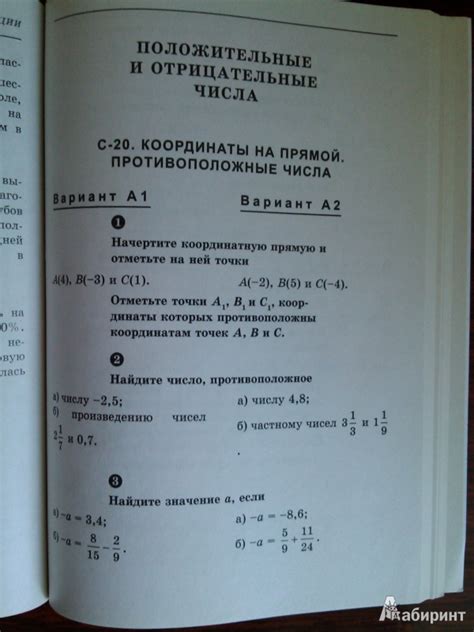 ции
лас-
ПОЛОЖИТЕЛЬНЫЕ
И ОТРИЦАТЕЛЬНЫЕ
ЧИСЛА
С-20. КООРДИНАТЫ НА ПРЯМОЙ.
ПРОТИВОПОЛОЖНЫЕ ЧИСЛА
Вариант А1
Вариант А2
1
Начертите координатную прямую и
отметьте на ней точки
A(4), B(−3) и C(1).
A(−2), B(5) и C(−4).
Отметьте точки A₁, B₁ и C₁, коор-
динаты которых противоположны
координатам точек A, B и C.
2
Найдите число, противоположное
а) числу −2,5;
а) числу 4,8;
б) произведению чисел
2 1/7 и 0,7.
б) частному чисел 3 1/3 и 1 1/9
3
Найдите значение a, если
а) −a = 3,4;
а) −a = −8,6;
б) −a = 8/15 − 2/9
б) −a = 5/9 + 11/24.
Лабиринт